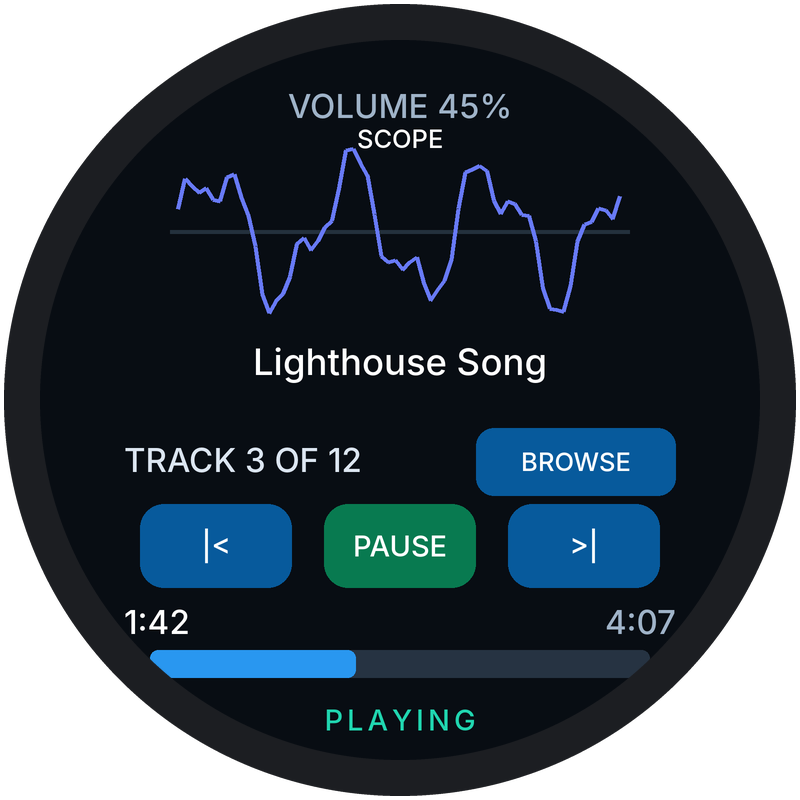 VOLUME 45%
SCOPE
Lighthouse Song
TRACK 3 OF 12
BROWSE
|<
PAUSE
>|
1:42
4:07
PLAYING